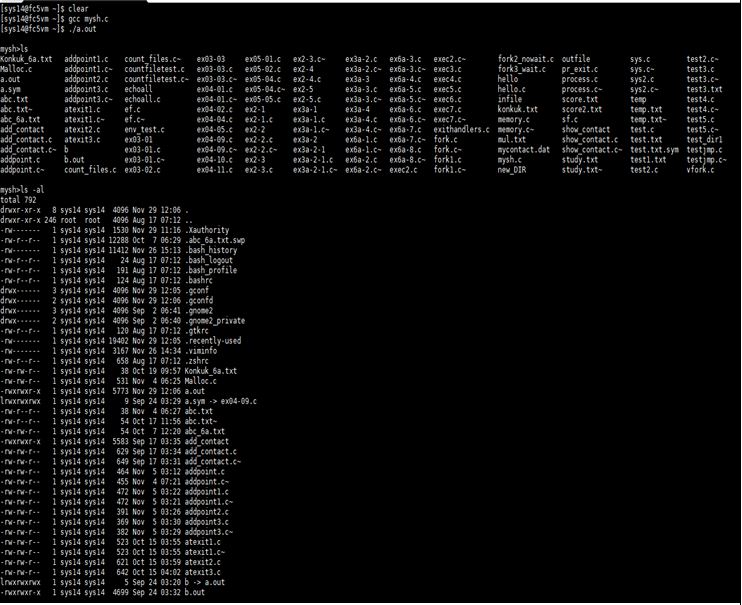 [sys14@fc5vm ~]$ clear
[sys14@fc5vm ~]$ gcc mysh.c
[sys14@fc5vm ~]$ ./a.out
mysh>ls
Konkuk_6a.txt addpoint1.c count_files.c~ ex03-03 ex05-01.c ex2-3.c~ ex3a-2.c ex6a-3.c exec2.c~ fork2_nowait.c outfile sys.c test2.c~
Malloc.c addpoint1.c~ countfiletest.c ex03-03.c ex05-02.c ex2-4 ex3a-2.c~ ex6a-3.c~ exec3.c fork3_wait.c pr_exit.c sys.c~ test3.c
a.out addpoint2.c countfiletest.c~ ex03-03.c~ ex05-04.c ex2-4.c ex3a-3 ex6a-4.c exec4.c hello process.c sys2.c test3.c~
a.sym addpoint3.c echoall ex04-01.c ex05-04.c~ ex2-5 ex3a-3.c ex6a-5.c exec5.c hello.c process.c~ sys2.c~ test3.txt
abc.txt addpoint3.c~ echoall.c ex04-01.c~ ex05-05.c ex2-5.c ex3a-3.c~ ex6a-5.c~ exec6.c infile score.txt temp test4.c
abc.txt~ atexit1.c ef.c ex04-02.c ex2-1 ex3a-1 ex3a-4 ex6a-6.c exec7.c konkuk.txt score2.txt temp.txt test4.c~
abc_6a.txt atexit1.c~ ef.c~ ex04-04.c ex2-1.c ex3a-1.c ex3a-4.c ex6a-6.c~ exec7.c~ memory.c sf.c temp.txt~ test5.c
add_contact atexit2.c env_test.c ex04-05.c ex2-2 ex3a-1.c~ ex3a-4.c~ ex6a-7.c exithandlers.c memory.c~ show_contact test.c test5.c~
add_contact.c atexit3.c ex03-01 ex04-09.c ex2-2.c ex3a-2 ex6a-1.c ex6a-7.c~ fork.c mul.txt show_contact.c test.txt test_dir1
add_contact.c~ b ex03-01.c ex04-09.c~ ex2-2.c~ ex3a-2-1 ex6a-1.c~ ex6a-8.c fork.c~ mycontact.dat show_contact.c~ test.txt.sym testjmp.c
addpoint.c b.out ex03-01.c~ ex04-10.c ex2-3 ex3a-2-1.c ex6a-2.c ex6a-8.c~ fork1.c mysh.c study.txt test1.txt testjmp.c~
addpoint.c~ count_files.c ex03-02.c ex04-11.c ex2-3.c ex3a-2-1.c~ ex6a-2.c~ exec2.c fork1.c~ new_DIR study.txt~ test2.c vfork.c
mysh>ls -al
total 792
drwxr-xr-x 8 sys14 sys14 4096 Nov 29 12:06 .
drwxr-xr-x 246 root root 4096 Aug 17 07:12 ..
-rw------- 1 sys14 sys14 1530 Nov 29 11:16 .Xauthority
-rw-r--r-- 1 sys14 sys14 12288 Oct 7 06:29 .abc_6a.txt.swp
-rw------- 1 sys14 sys14 11412 Nov 26 15:13 .bash_history
-rw-r--r-- 1 sys14 sys14 24 Aug 17 07:12 .bash_logout
-rw-r--r-- 1 sys14 sys14 191 Aug 17 07:12 .bash_profile
-rw-r--r-- 1 sys14 sys14 124 Aug 17 07:12 .bashrc
drwx------ 3 sys14 sys14 4096 Nov 29 12:05 .gconf
drwx------ 2 sys14 sys14 4096 Nov 29 12:06 .gconfd
drwx------ 3 sys14 sys14 4096 Sep 2 06:41 .gnome2
drwx------ 2 sys14 sys14 4096 Sep 2 06:40 .gnome2_private
-rw-r--r-- 1 sys14 sys14 120 Aug 17 07:12 .gtkrc
-rw------- 1 sys14 sys14 19402 Nov 29 12:05 .recently-used
-rw------- 1 sys14 sys14 3167 Nov 26 14:34 .viminfo
-rw-r--r-- 1 sys14 sys14 658 Aug 17 07:12 .zshrc
-rw-rw-r-- 1 sys14 sys14 38 Oct 19 09:57 Konkuk_6a.txt
-rw-rw-r-- 1 sys14 sys14 531 Nov 4 06:25 Malloc.c
-rwxrwxr-x 1 sys14 sys14 5773 Nov 29 12:06 a.out
lrwxrwxrwx 1 sys14 sys14 9 Sep 24 03:29 a.sym -> ex04-09.c
-rw-r--r-- 1 sys14 sys14 38 Nov 4 06:27 abc.txt
-rw-r--r-- 1 sys14 sys14 54 Oct 17 11:56 abc.txt~
-rw-r--r-- 1 sys14 sys14 54 Oct 7 12:20 abc_6a.txt
-rwxrwxr-x 1 sys14 sys14 5583 Sep 17 03:35 add_contact
-rw-rw-r-- 1 sys14 sys14 629 Sep 17 03:34 add_contact.c
-rw-rw-r-- 1 sys14 sys14 649 Sep 17 03:31 add_contact.c~
-rw-rw-r-- 1 sys14 sys14 464 Nov 5 03:12 addpoint.c
-rw-rw-r-- 1 sys14 sys14 455 Nov 4 07:21 addpoint.c~
-rw-rw-r-- 1 sys14 sys14 472 Nov 5 03:22 addpoint1.c
-rw-rw-r-- 1 sys14 sys14 472 Nov 5 03:21 addpoint1.c~
-rw-rw-r-- 1 sys14 sys14 391 Nov 5 03:26 addpoint2.c
-rw-rw-r-- 1 sys14 sys14 369 Nov 5 03:30 addpoint3.c
-rw-rw-r-- 1 sys14 sys14 382 Nov 5 03:29 addpoint3.c~
-rw-rw-r-- 1 sys14 sys14 523 Oct 15 03:55 atexit1.c
-rw-rw-r-- 1 sys14 sys14 523 Oct 15 03:55 atexit1.c~
-rw-rw-r-- 1 sys14 sys14 621 Oct 15 03:59 atexit2.c
-rw-rw-r-- 1 sys14 sys14 642 Oct 15 04:02 atexit3.c
lrwxrwxrwx 1 sys14 sys14 5 Sep 24 03:20 b -> a.out
-rwxrwxr-x 1 sys14 sys14 4699 Sep 24 03:32 b.out